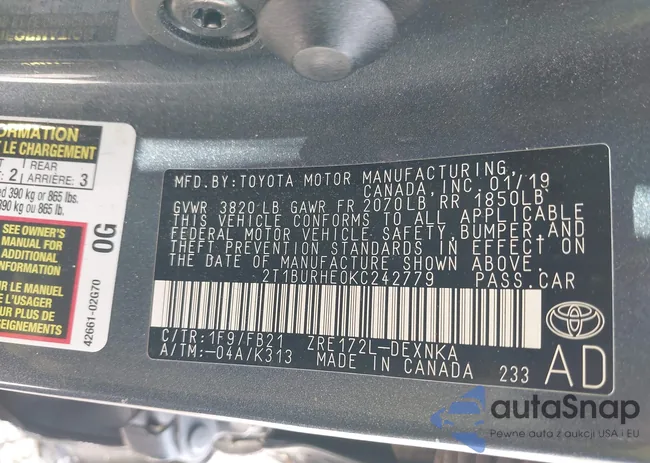 ORMATION
LE CHARGEMENT
REAR
2 ARRIÈRE: 3
ed 390 kg or 865 lbs.
390 kg ou 865 lb.
SEE OWNER'S
MANUAL FOR
ADDITIONAL
INFORMATION
LE MANUEL
L'USAGER
PLUS DE
0G
42661-02G70
MFD.BY:TOYOTA MOTOR MANUFACTURING,
CANADA, INC. 01/19
GVWR 3820 LB GAWR FR 2070LB RR 1850LB
THIS VEHICLE CONFORMS TO ALL APPLICABLE
FEDERAL MOTOR VEHICLE SAFETY, BUMPER, AND
THEFT PREVENTION STANDARDS IN EFFECT ON
THE DATE OF MANUFACTURE SHOWN ABOVE.
2T1BURHE0KC242779 PASS.CAR
C/TR:1F9/FB21 ZRE172L-DEXNKA
A/TM:-04A/K313 MADE IN CANADA 233
AD
autaSnap
Pewne auta z aukcji USA i EU